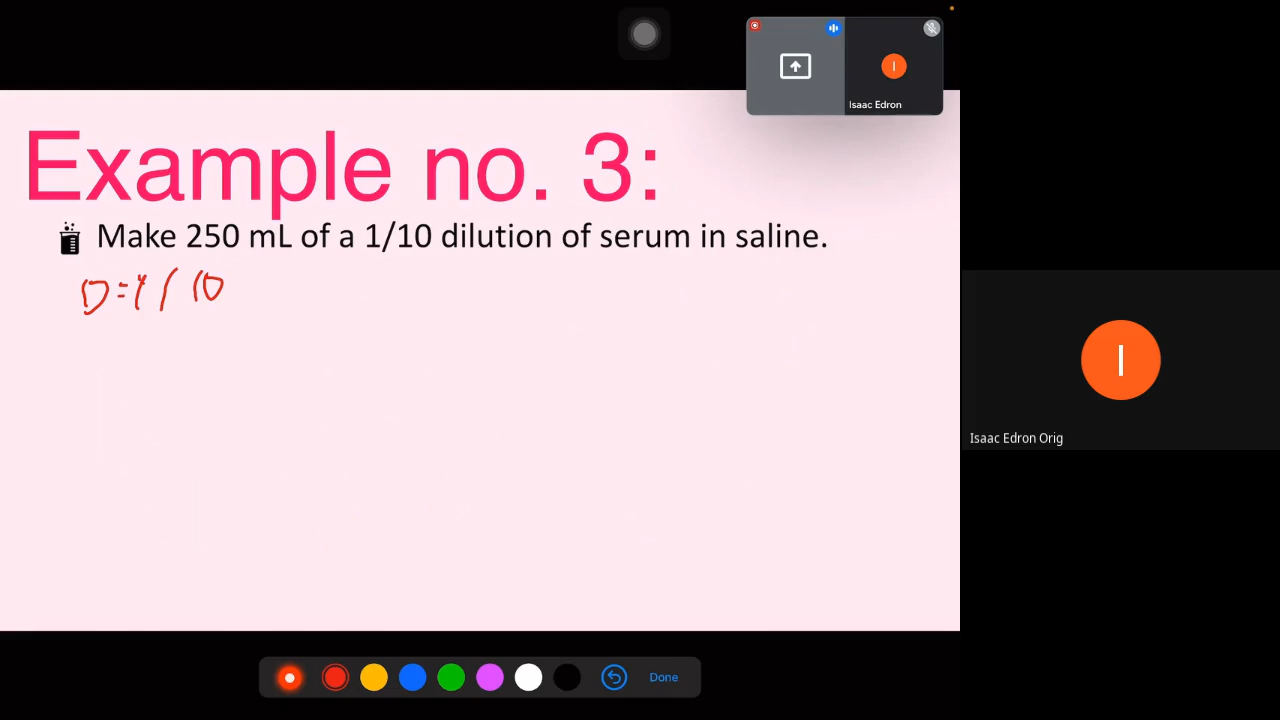 Isaac Edron
Example no. 3:
Make 250 mL of a 1/10 dilution of serum in saline.
D=1/10
I
Isaac Edron Orig
Done